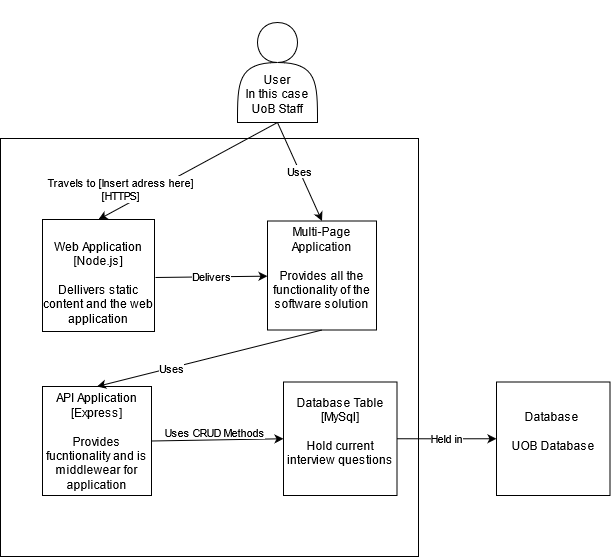 User
In this case
UoB Staff
Uses
Travels to [Insert adress here]
[HTTPS]
Web Application
[Node.js]
Dellivers static
content and the web
application
Delivers
Multi-Page
Application
Provides all the
functionality of the
software solution
Uses
API Application
[Express]
Provides
fucntionality and is
middlewear for
application
Uses CRUD Methods
Database Table
[MySql]
Hold current
interview questions
Held in
Database
UOB Database